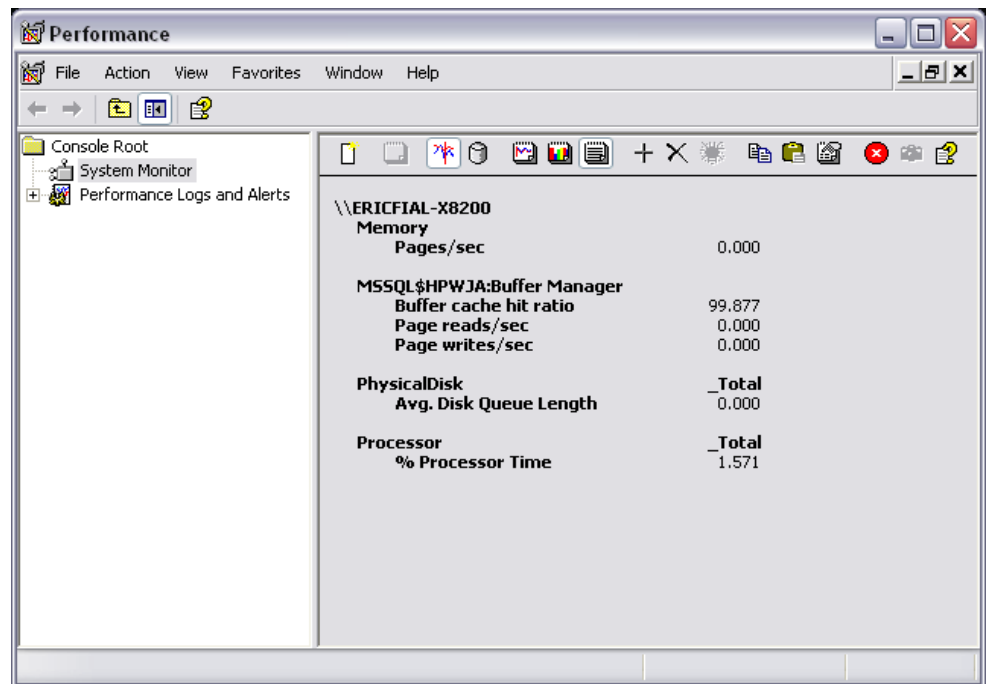 Performance
File Action View Favorites Window Help
Console Root
System Monitor
Performance Logs and Alerts
\\ERICFIAL-X8200
Memory
Pages/sec 0.000
MSSQL$HPWJA:Buffer Manager
Buffer cache hit ratio 99.877
Page reads/sec 0.000
Page writes/sec 0.000
PhysicalDisk _Total
Avg. Disk Queue Length 0.000
Processor _Total
% Processor Time 1.571